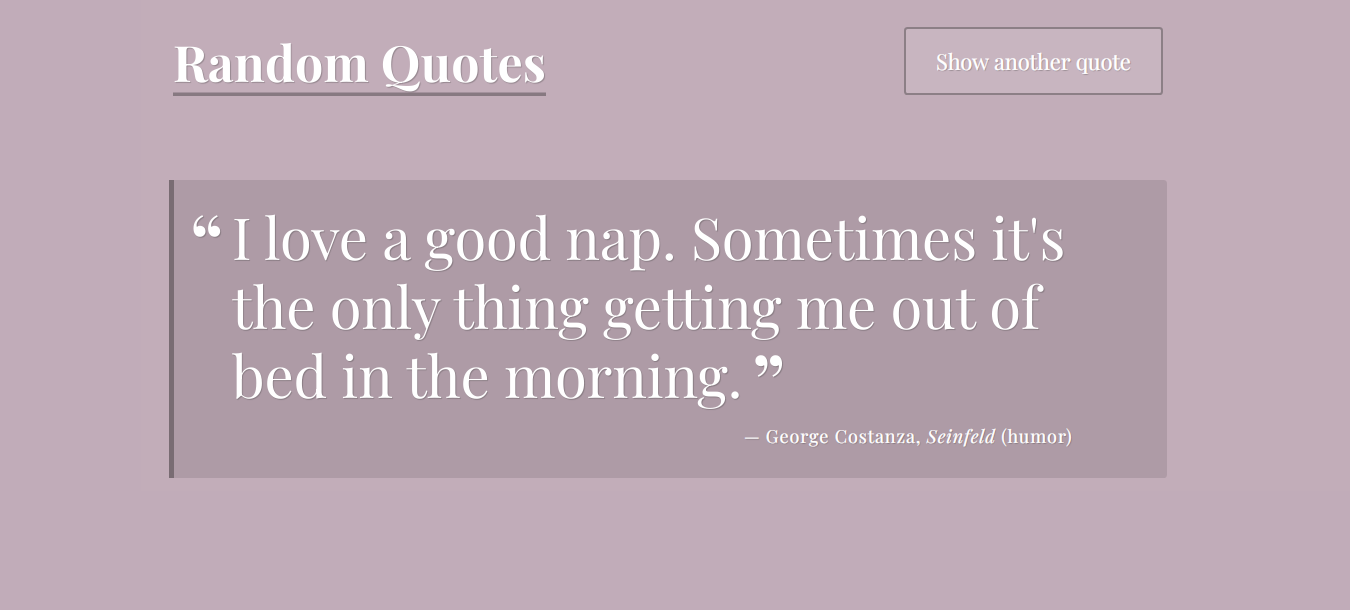 Random Quotes
Show another quote
“ I love a good nap. Sometimes it's
the only thing getting me out of
bed in the morning. ”
— George Costanza, Seinfeld (humor)